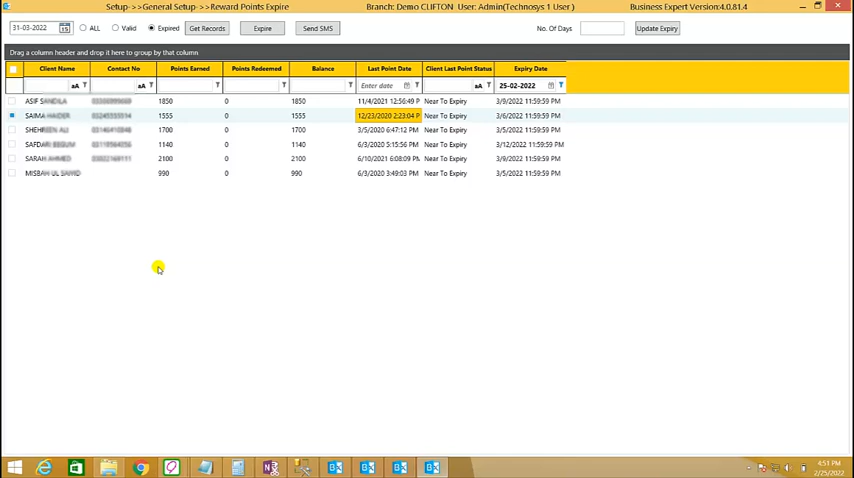 Setup->>General Setup->>Reward Points Expire Branch: Demo CLIFTON User: Admin(Technosys 1 User ) Business Expert Version:4.0.81.4
31-03-2022 15 ALL Valid Expired Get Records Expire Send SMS No. Of Days Update Expiry
Drag a column header and drop it here to group by that column
Client Name Contact No Points Earned Points Redeemed Balance Last Point Date Client Last Point Status Expiry Date
aA aA Enter date aA 25-02-2022
ASIF 1850 0 1850 11/4/2021 12:56:49 P Near To Expiry 3/9/2022 11:59:59 PM
SAIMA 1555 0 1555 12/23/2020 2:23:04 P Near To Expiry 3/6/2022 11:59:59 PM
1700 0 1700 3/5/2020 6:47:12 PM Near To Expiry 3/5/2022 11:59:59 PM
1140 0 1140 6/3/2020 5:15:56 PM Near To Expiry 3/12/2022 11:59:59 PM
SARAH 2100 0 2100 6/10/2021 6:08:09 PM Near To Expiry 3/9/2022 11:59:59 PM
MISBAH 990 0 990 6/3/2020 3:49:03 PM Near To Expiry 3/5/2022 11:59:59 PM
4:51 PM
2/25/2022